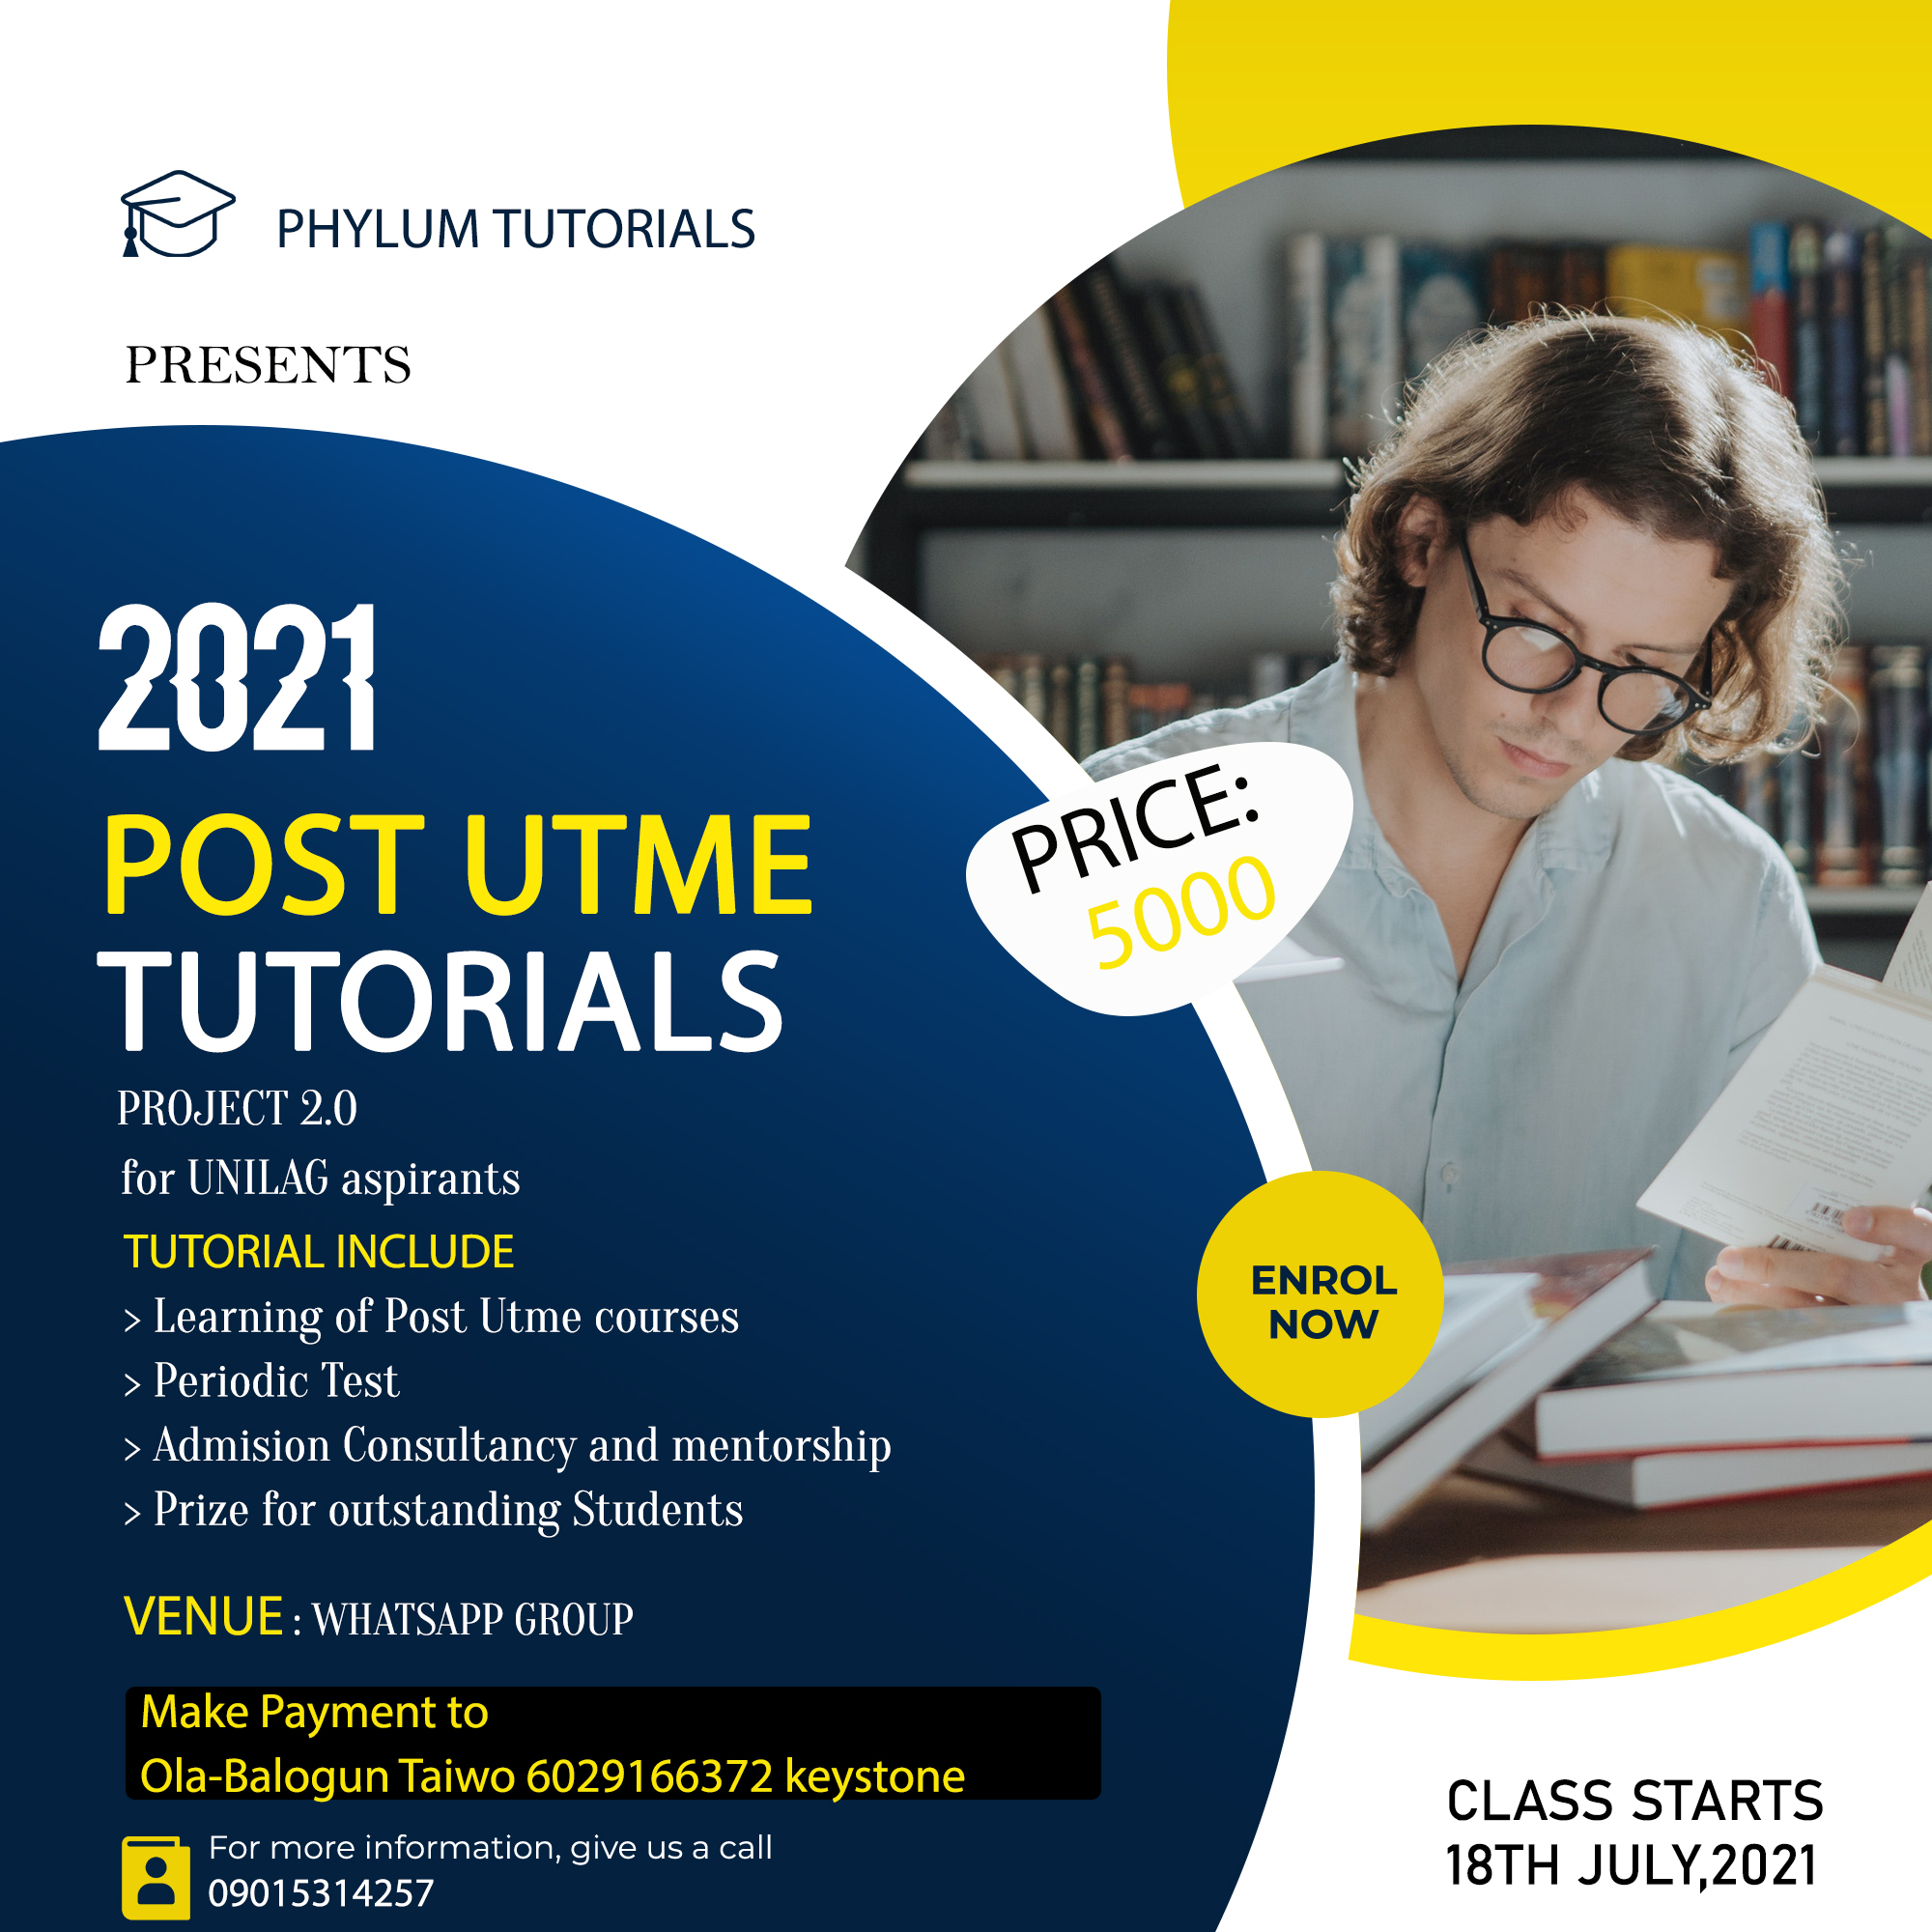 PHYLUM TUTORIALS
PRESENTS
2021
POST UTME
TUTORIALS
PROJECT 2.0
for UNILAG aspirants
TUTORIAL INCLUDE
> Learning of Post Utme courses
> Periodic Test
> Admision Consultancy and mentorship
> Prize for outstanding Students
VENUE : WHATSAPP GROUP
Make Payment to
Ola-Balogun Taiwo 6029166372 keystone
For more information, give us a call
09015314257
PRICE:
5000
ENROL
NOW
CLASS STARTS
18TH JULY,2021